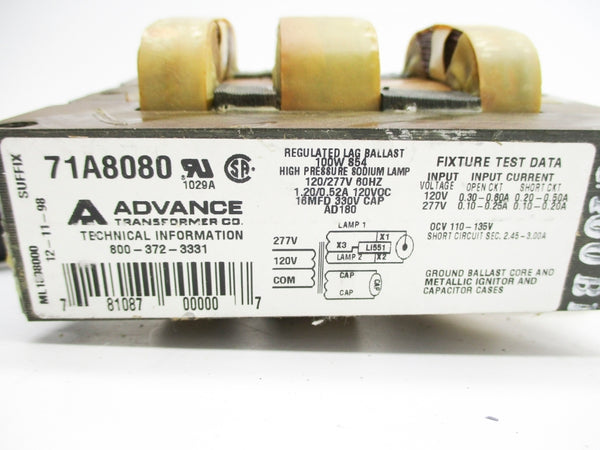 SUFFIX
12-11-98
71A8080
1029A
ADVANCE
TRANSFORMER CO.
TECHNICAL INFORMATION
800-372-3331
7 81087 00000 7
REGULATED LAG BALLAST
100W S54
HIGH PRESSURE SODIUM LAMP
120/277V 60HZ
1.20/0.52A 120VOC
16MFD 330V CAP
AD180
277V
120V
COM
LAMP 1
X3
X1
LI551
LAMP 2
X2
CAP
CAP
FIXTURE TEST DATA
INPUT INPUT CURRENT
VOLTAGE OPEN CKT SHORT CKT
120V 0.30-0.60A 0.20-0.50A
277V 0.10-0.25A 0.10-0.20A
OCV 110-135V
SHORT CIRCUIT SEC. 2.45-3.00A
GROUND BALLAST CORE AND
METALLIC IGNITOR AND
CAPACITOR CASES